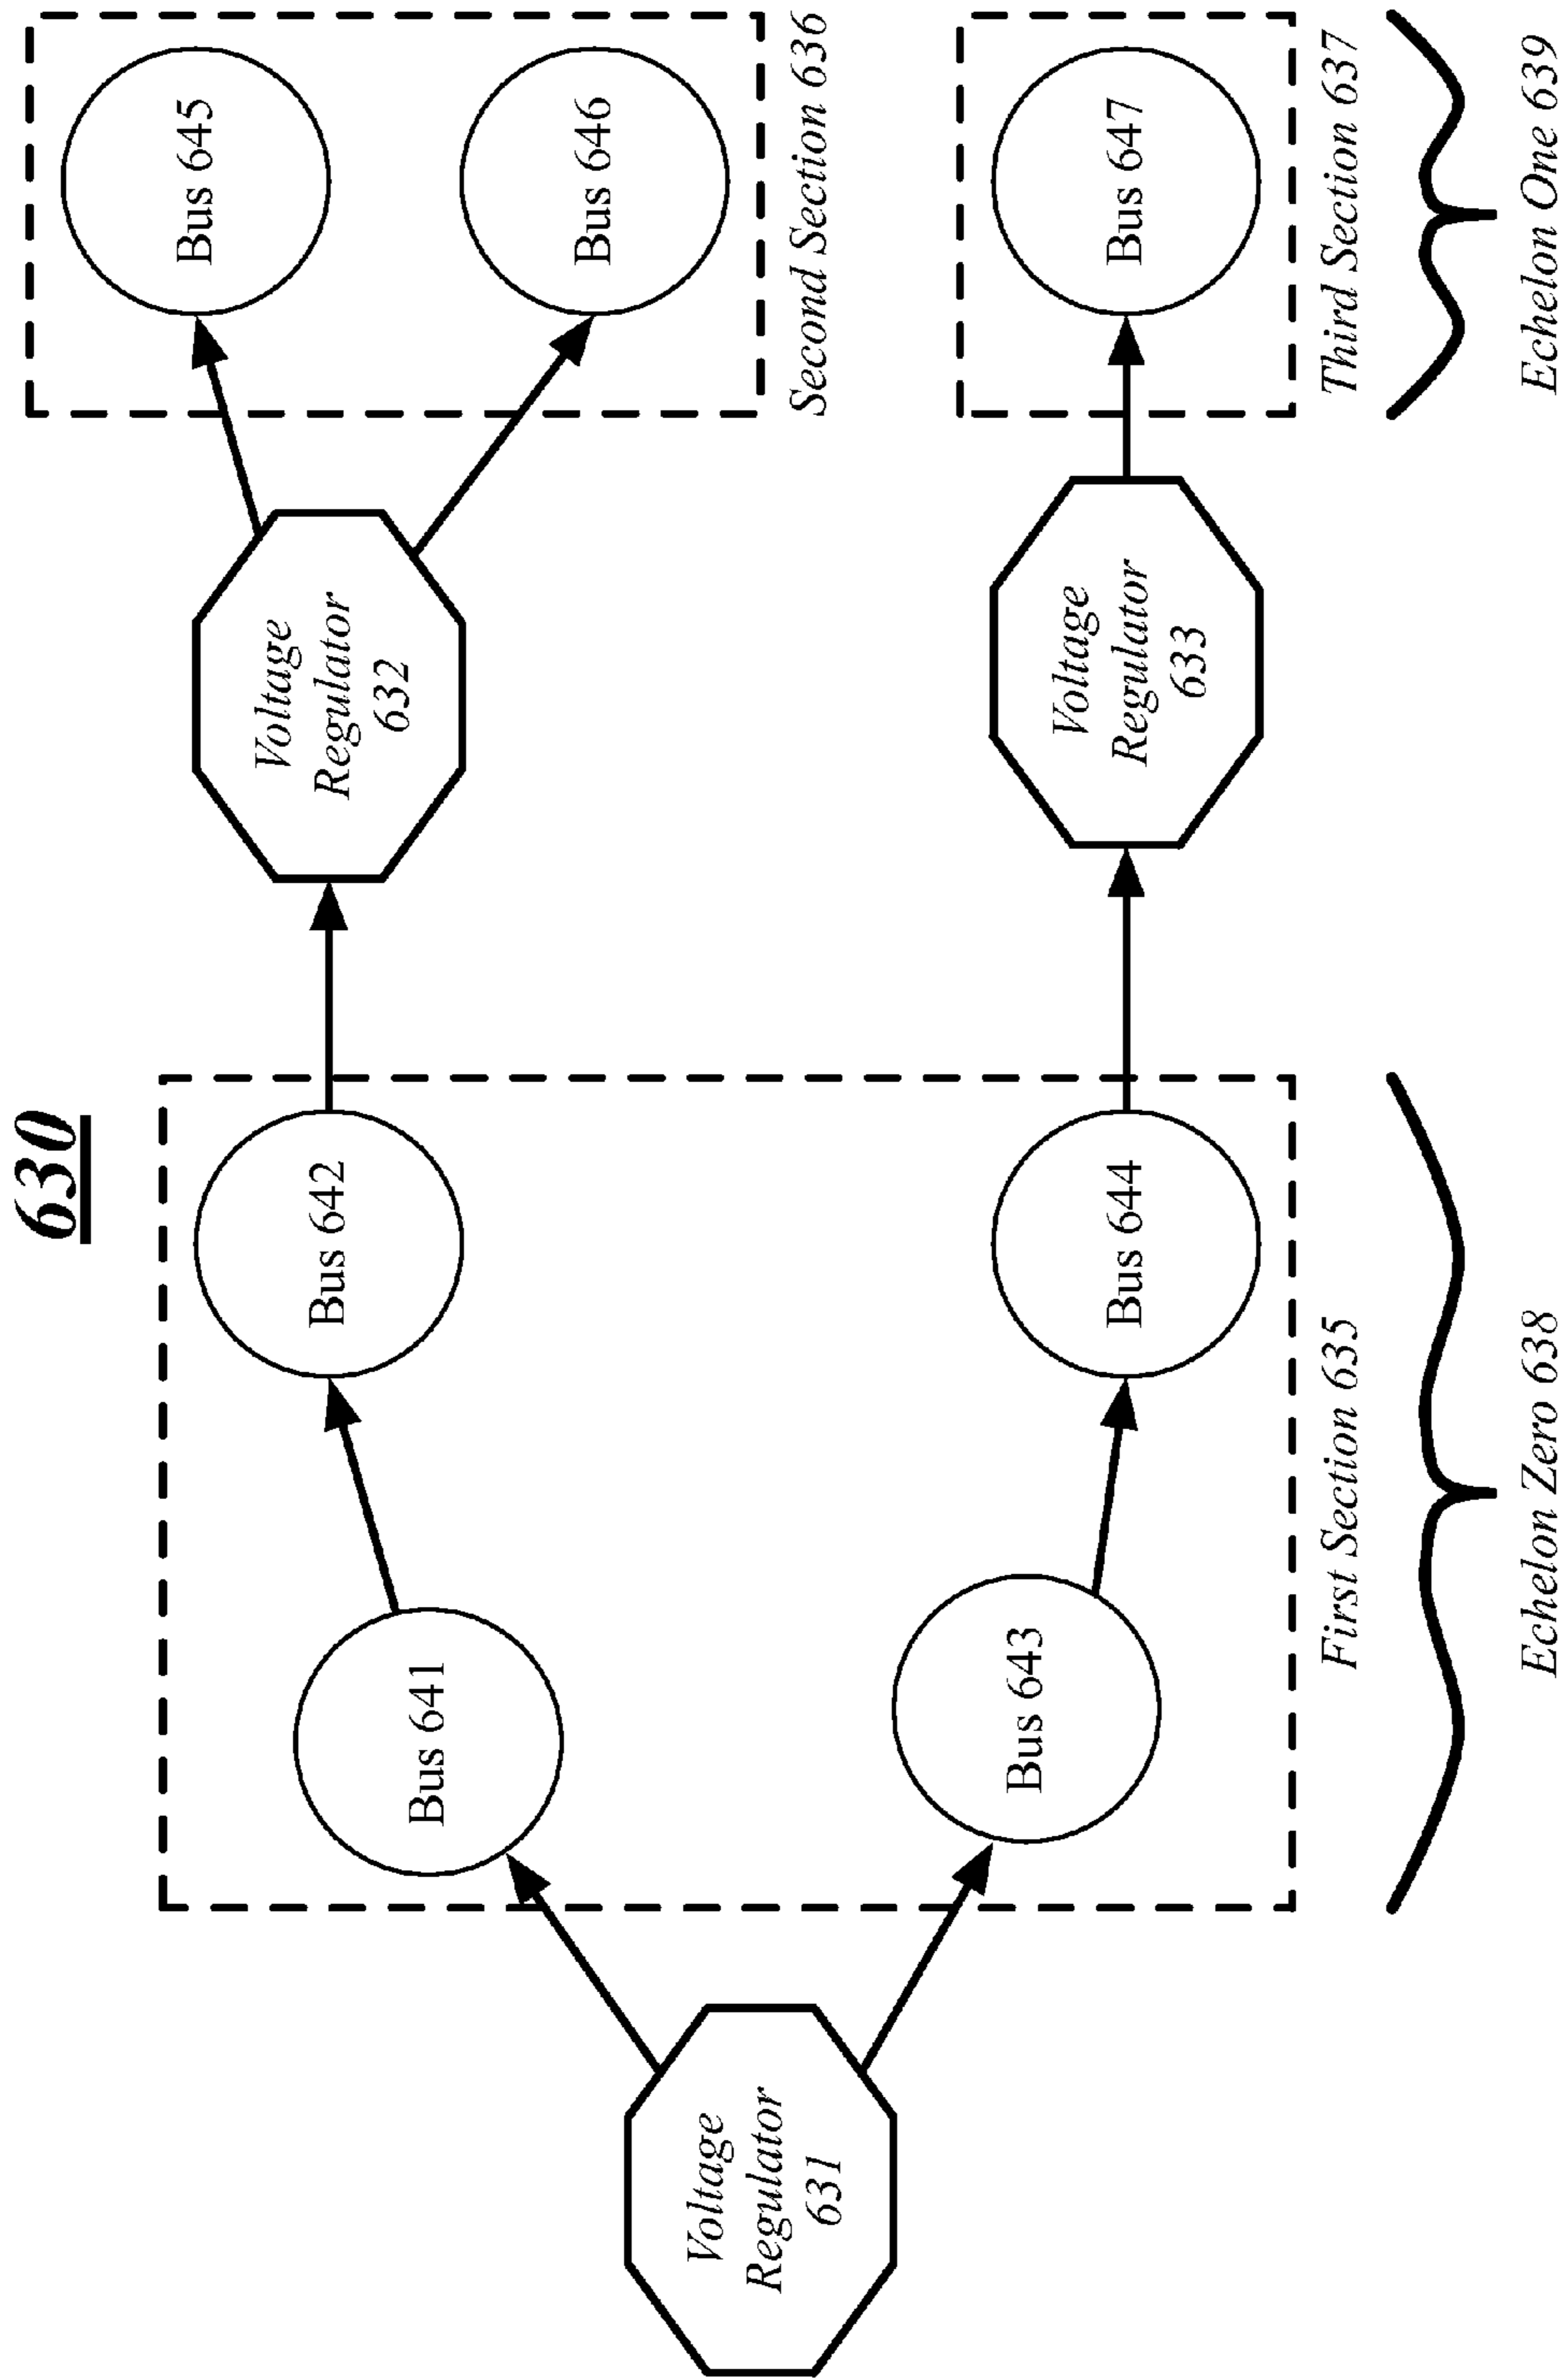 630
Voltage
Regulator
631
Bus 641
Bus 642
Bus 643
Bus 644
First Section 635
Echelon Zero 638
Voltage
Regulator
632
Voltage
Regulator
633
Bus 645
Bus 646
Second Section 636
Bus 647
Third Section 637
Echelon One 639